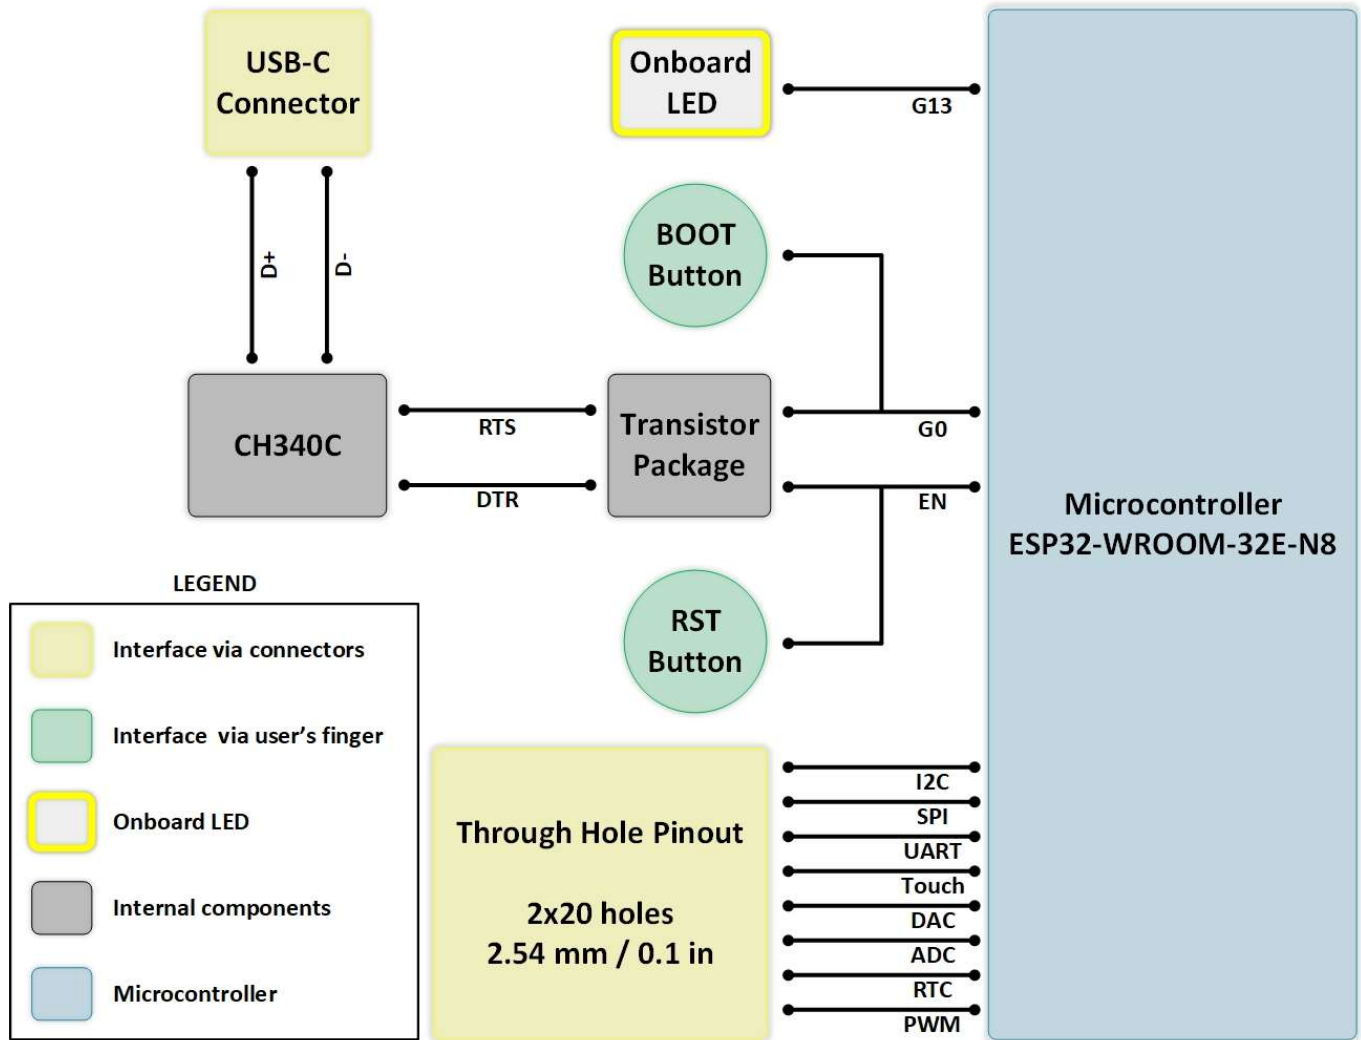 USB-C
Connector
Onboard
LED
G13
BOOT
Button
D+
D-
CH340C
RTS
DTR
Transistor
Package
G0
EN
Microcontroller
ESP32-WROOM-32E-N8
RST
Button
LEGEND
Interface via connectors
Interface via user's finger
Onboard LED
Internal components
Microcontroller
Through Hole Pinout
2x20 holes
2.54 mm / 0.1 in
I2C
SPI
UART
Touch
DAC
ADC
RTC
PWM